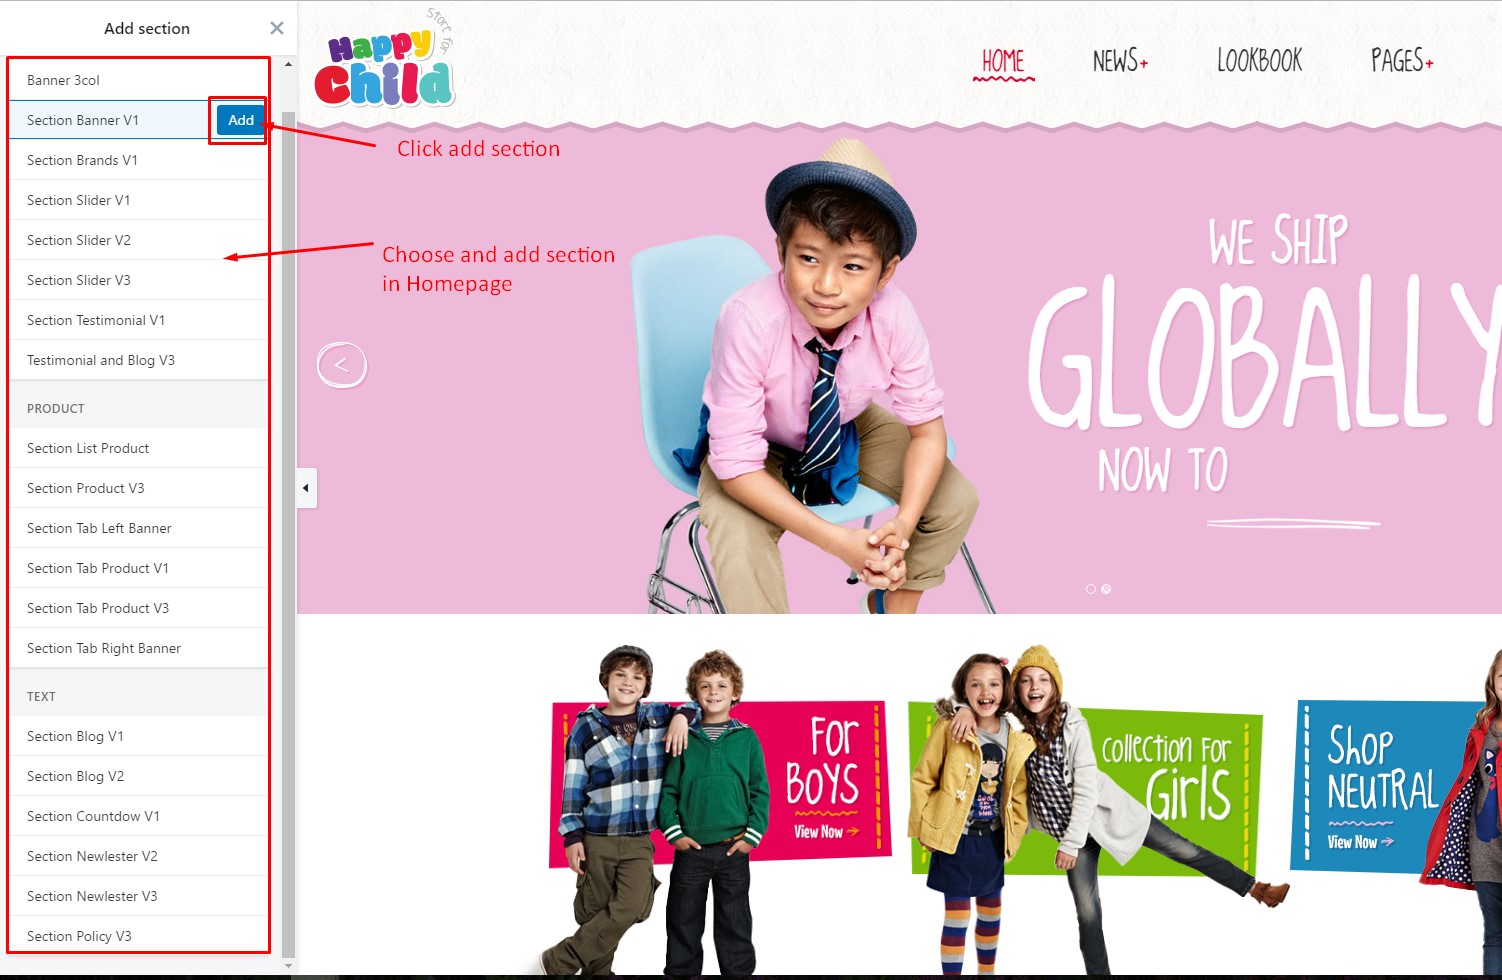 Add section
Banner 3col
Section Banner V1
Add
Section Brands V1
Section Slider V1
Section Slider V2
Section Slider V3
Section Testimonial V1
Testimonial and Blog V3
PRODUCT
Section List Product
Section Product V3
Section Tab Left Banner
Section Tab Product V1
Section Tab Product V3
Section Tab Right Banner
TEXT
Section Blog V1
Section Blog V2
Section Countdow V1
Section Newlester V2
Section Newlester V3
Section Policy V3
Store for
Happy
Child
HOME
NEWS+
LOOKBOOK
PAGES+
Click add section
Choose and add section
in Homepage
<
WE SHIP
GLOBALLY
NOW TO
FOR
BOYS
View Now
Collection For
Girls
Shop
NEUTRAL
View Now